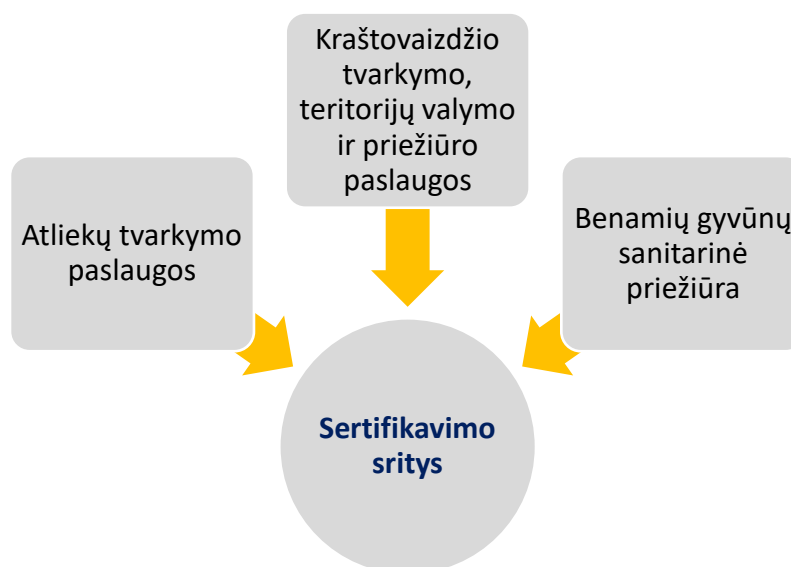 Kraštovaizdžio
tvarkymo,
teritorijų valymo
ir priežiūro
paslaugos
Atliekų tvarkymo
paslaugos
Benamių gyvūnų
sanitarinė
priežiūra
Sertifikavimo
sritys